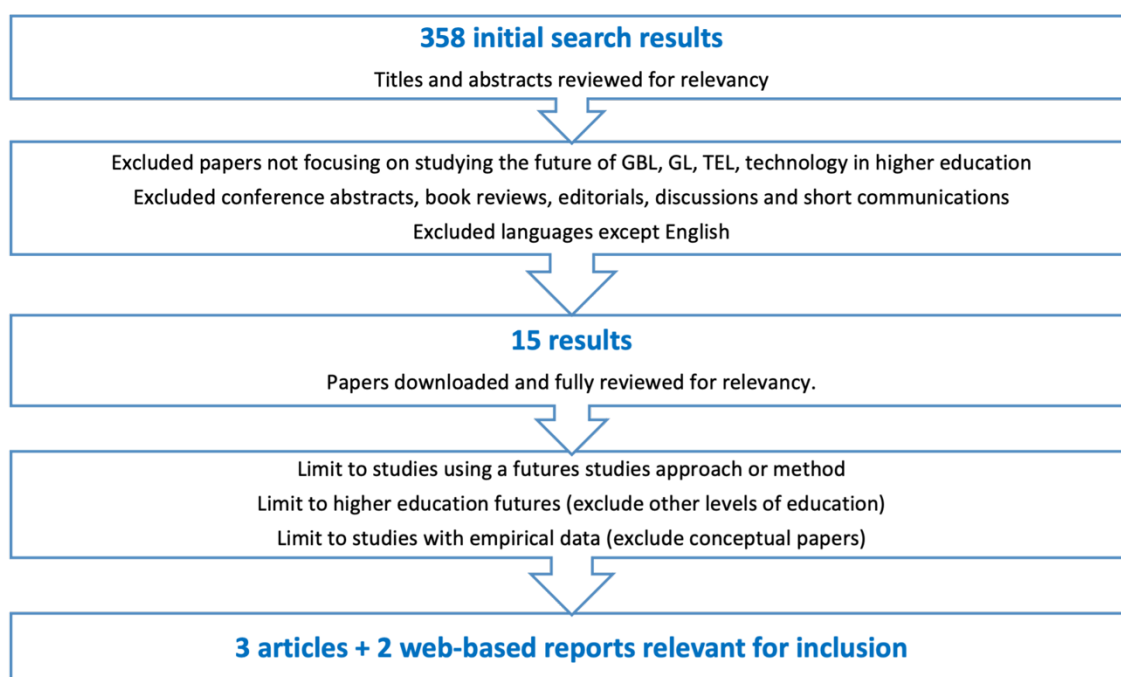 358 initial search results
Titles and abstracts reviewed for relevancy
Excluded papers not focusing on studying the future of GBL, GL, TEL, technology in higher education
Excluded conference abstracts, book reviews, editorials, discussions and short communications
Excluded languages except English
15 results
Papers downloaded and fully reviewed for relevancy.
Limit to studies using a futures studies approach or method
Limit to higher education futures (exclude other levels of education)
Limit to studies with empirical data (exclude conceptual papers)
3 articles + 2 web-based reports relevant for inclusion